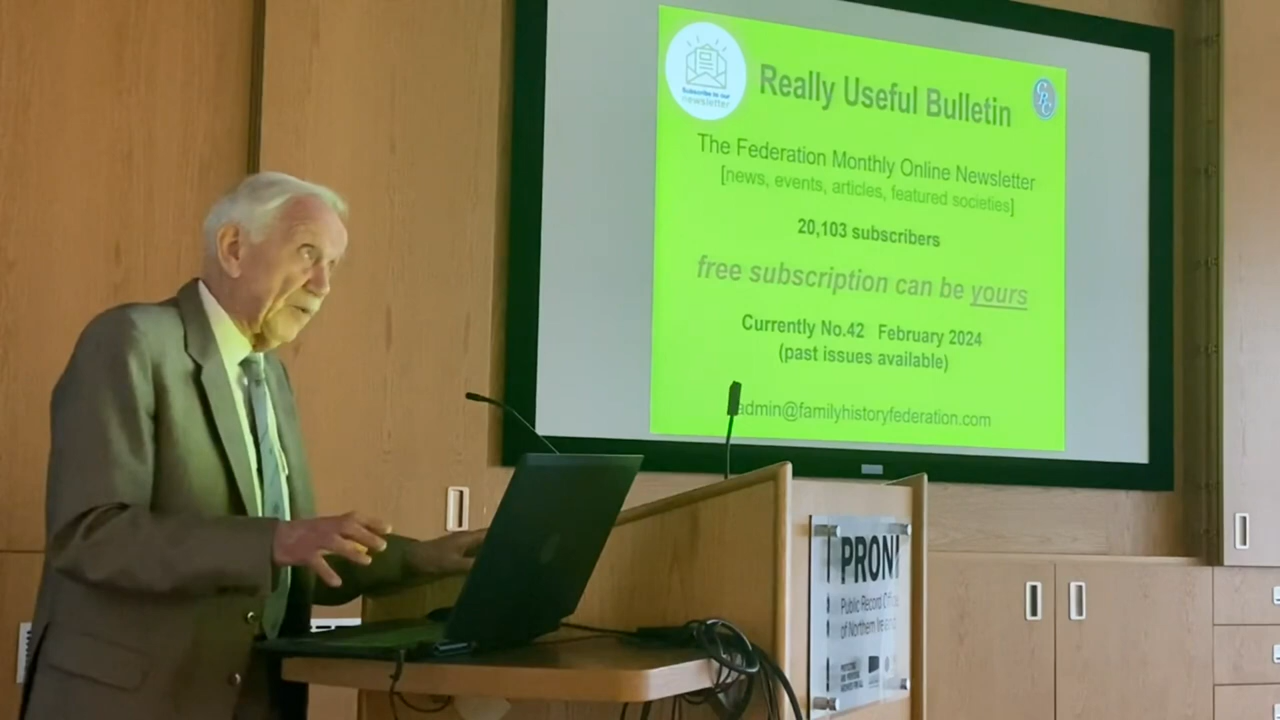 Subscribe to our
newsletter
Really Useful Bulletin
CPC
The Federation Monthly Online Newsletter
[news, events, articles, featured societies]
20,103 subscribers
free subscription can be yours
Currently No.42 February 2024
(past issues available)
admin@familyhistoryfederation.com
PRONI
Public Record Office
of Northern Ireland